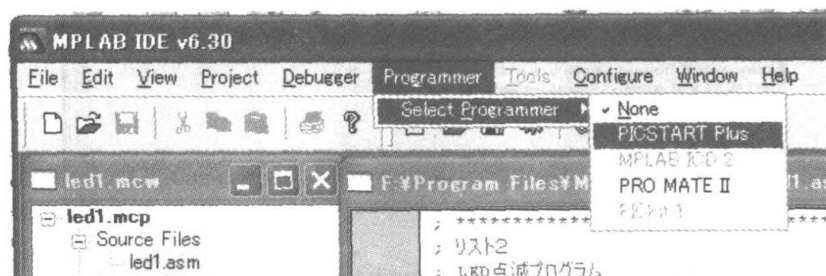 MPLAB IDE v6.30
File Edit View Project Debugger Programmer Tools Configure Window Help
Select Programmer
None
PICSTART Plus
MPLAB ICD 2
PRO MATE II
PICkit 1
led1.mcw
F:¥Program Files¥M
led1.mcp
Source Files
led1.asm
; ************
; リスト2
; LED点滅プログラム